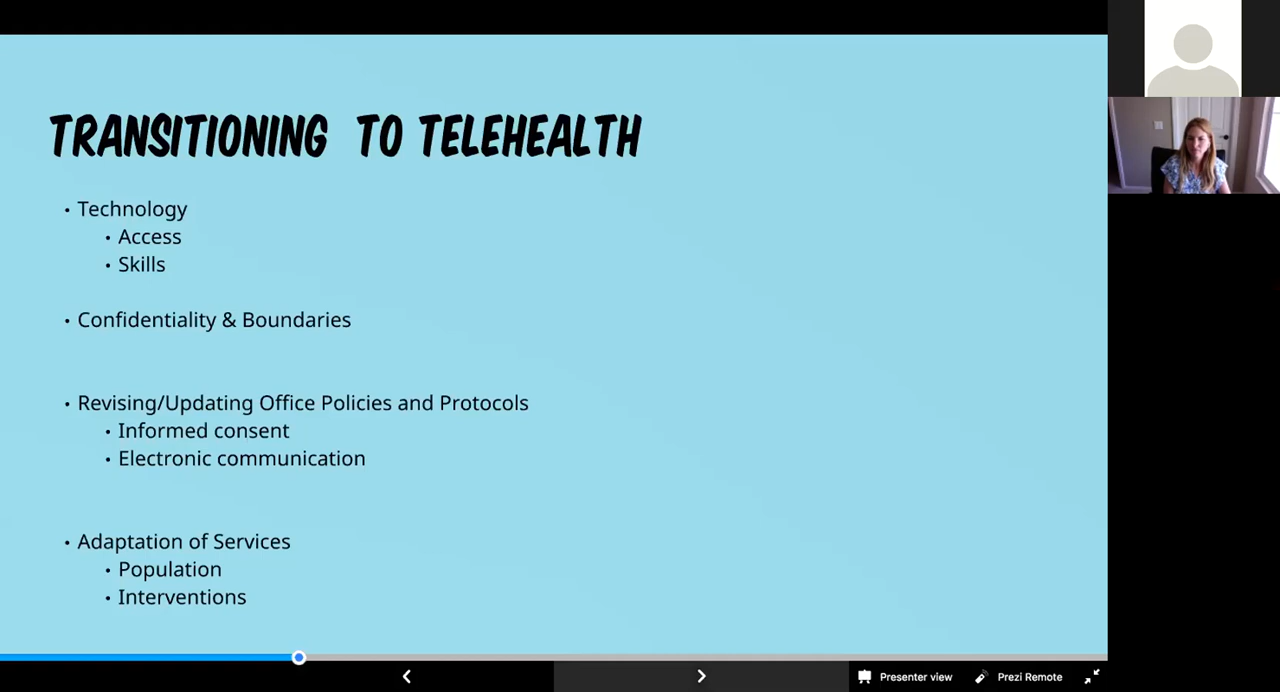 TRANSITIONING TO TELEHEALTH
• Technology
• Access
• Skills
• Confidentiality & Boundaries
• Revising/Updating Office Policies and Protocols
• Informed consent
• Electronic communication
• Adaptation of Services
• Population
• Interventions
Presenter view
Prezi Remote